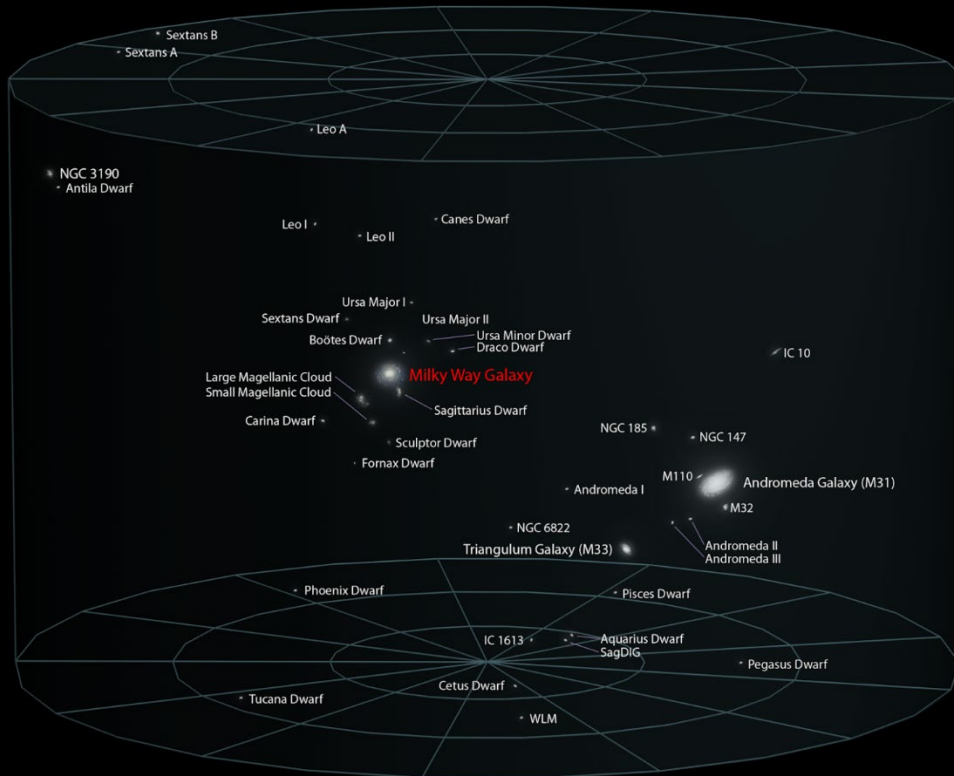 Sextans B
Sextans A
Leo A
NGC 3190
Antila Dwarf
Canes Dwarf
Leo I
Leo II
Ursa Major I
Sextans Dwarf
Ursa Major II
Boötes Dwarf
Ursa Minor Dwarf
Draco Dwarf
IC 10
Milky Way Galaxy
Large Magellanic Cloud
Small Magellanic Cloud
Sagittarius Dwarf
Carina Dwarf
NGC 185
NGC 147
Sculptor Dwarf
Fornax Dwarf
M110
Andromeda Galaxy (M31)
Andromeda I
M32
NGC 6822
Andromeda II
Triangulum Galaxy (M33)
Andromeda III
Phoenix Dwarf
Pisces Dwarf
IC 1613
Aquarius Dwarf
SagDIG
Pegasus Dwarf
Cetus Dwarf
Tucana Dwarf
WLM